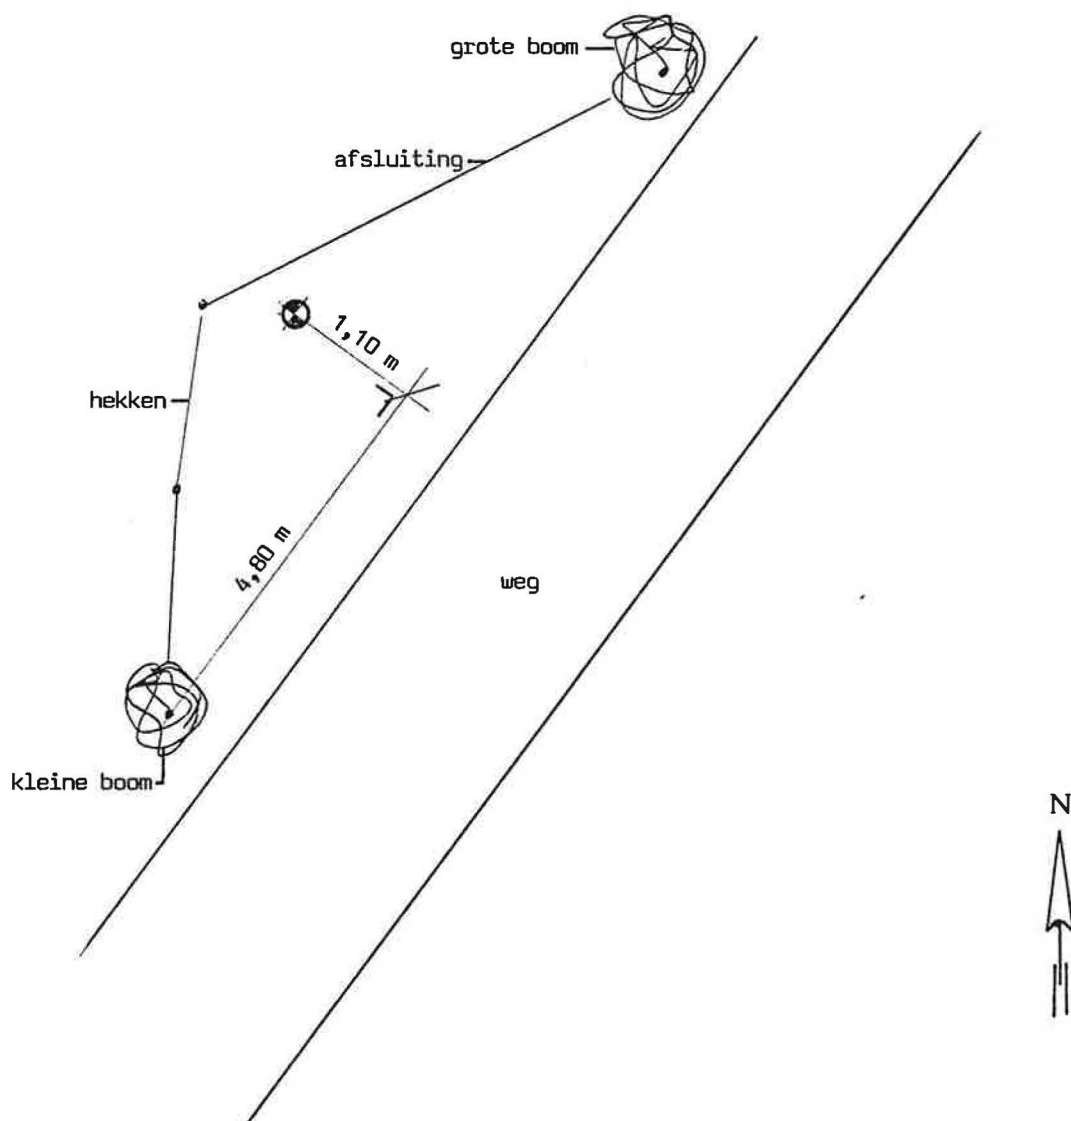 grote boom
afsluiting
1,10 m
hekken
4,80 m
weg
kleine boom
N